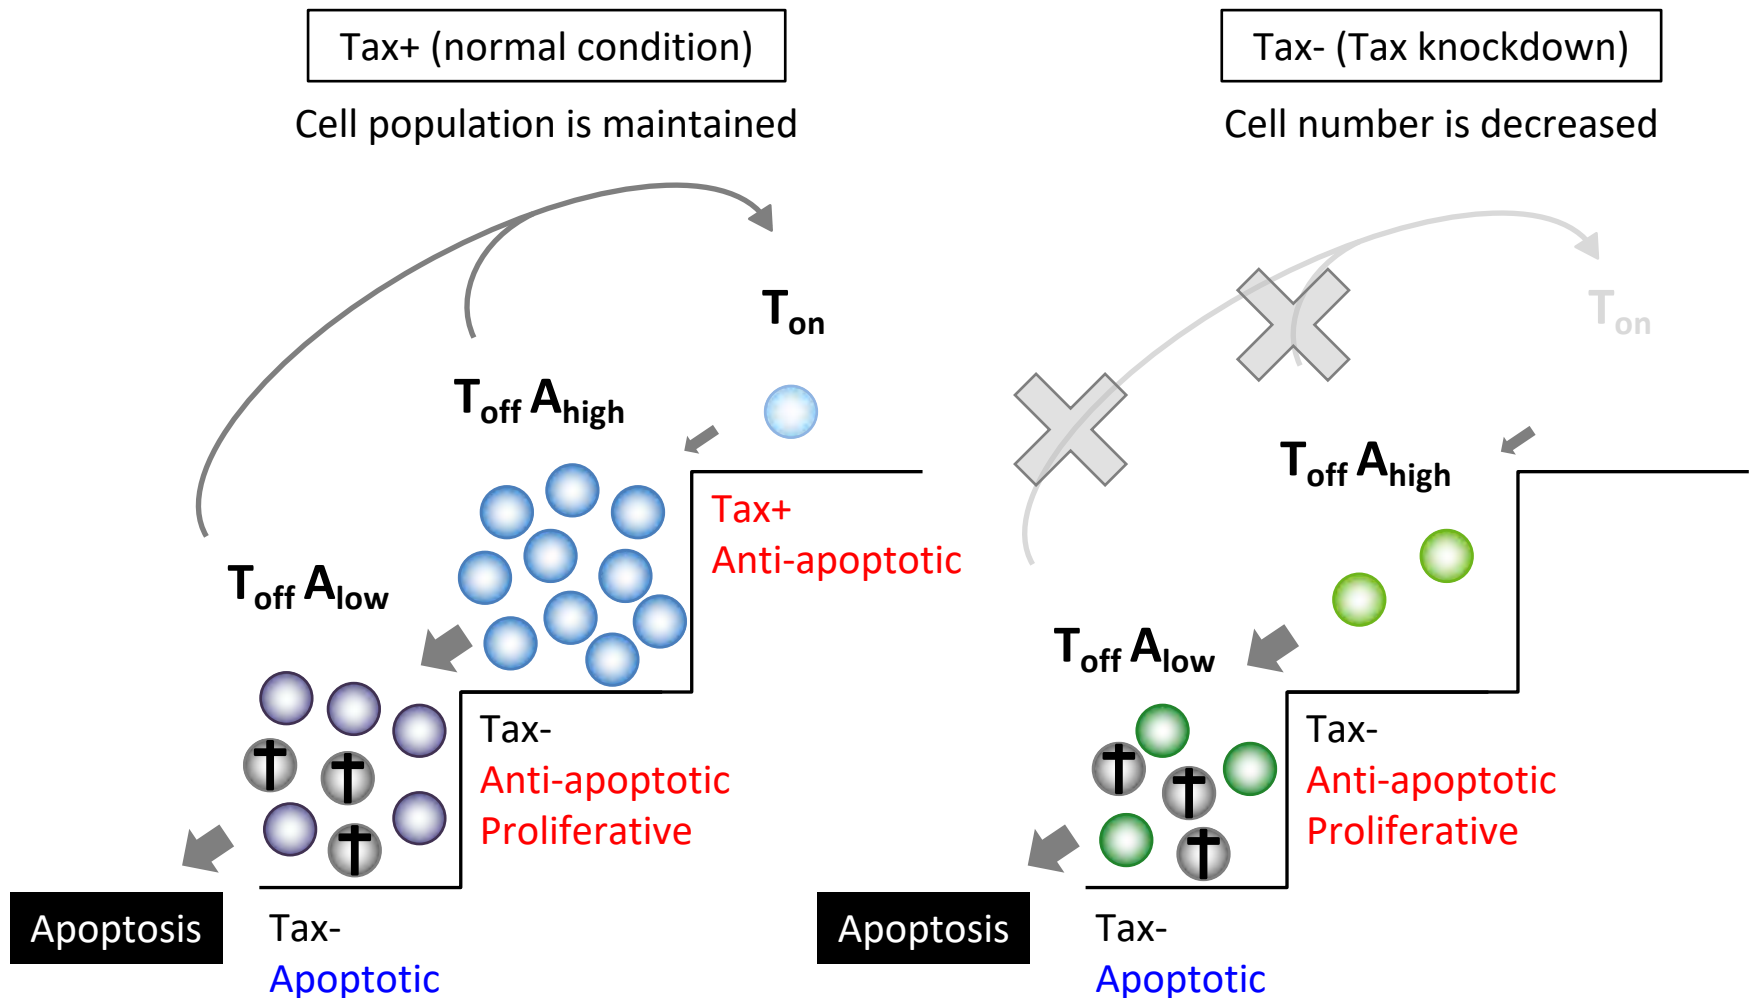 Tax+ (normal condition)
Cell population is maintained
Ton
Toff Ahigh
Tax+
Anti-apoptotic
Toff Alow
Tax-
Anti-apoptotic
Proliferative
Apoptosis
Tax-
Apoptotic
Tax- (Tax knockdown)
Cell number is decreased
Ton
Toff Ahigh
Toff Alow
Tax-
Anti-apoptotic
Proliferative
Apoptosis
Tax-
Apoptotic